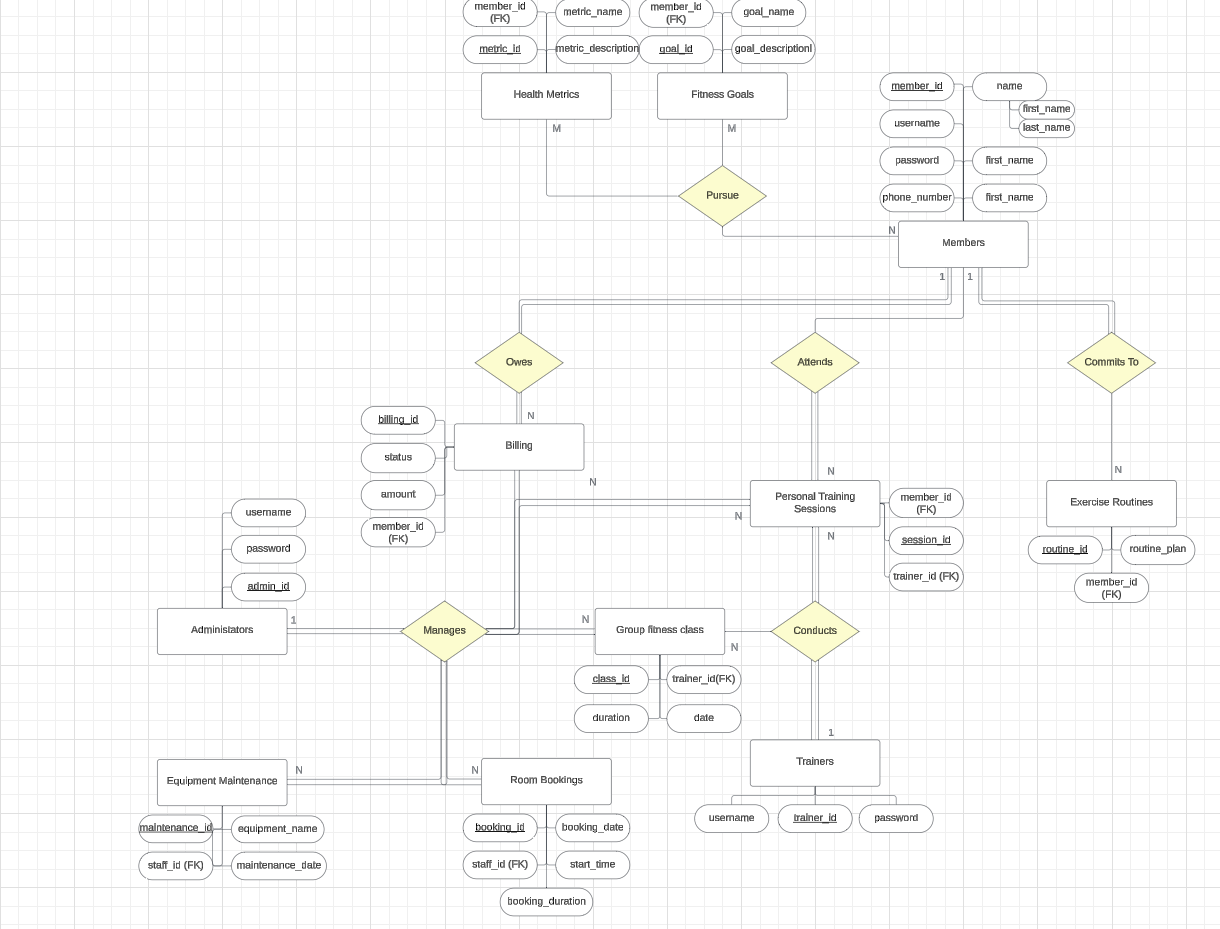 member_id
(FK)
metric_name
member_id
(FK)
goal_name
metric_id
metric_description
goal_id
goal_descriptionl
Health Metrics
Fitness Goals
member_id
name
first_name
last_name
username
password
first_name
phone_number
first_name
M
M
Pursue
N
Members
1
1
Owes
Attends
Commits To
N
billing_id
status
amount
member_id
(FK)
Billing
N
N
N
Personal Training
Sessions
N
N
member_id
(FK)
session_id
trainer_id (FK)
Exercise Routines
routine_id
routine_plan
member_id
(FK)
username
password
admin_id
Administators
1
Manages
N
Group fitness class
N
Conducts
class_id
trainer_id(FK)
duration
date
1
Trainers
username
trainer_id
password
Equipment Maintenance
N
N
Room Bookings
maintenance_id
equipment_name
staff_id (FK)
maintenance_date
booking_id
booking_date
staff_id (FK)
start_time
booking_duration